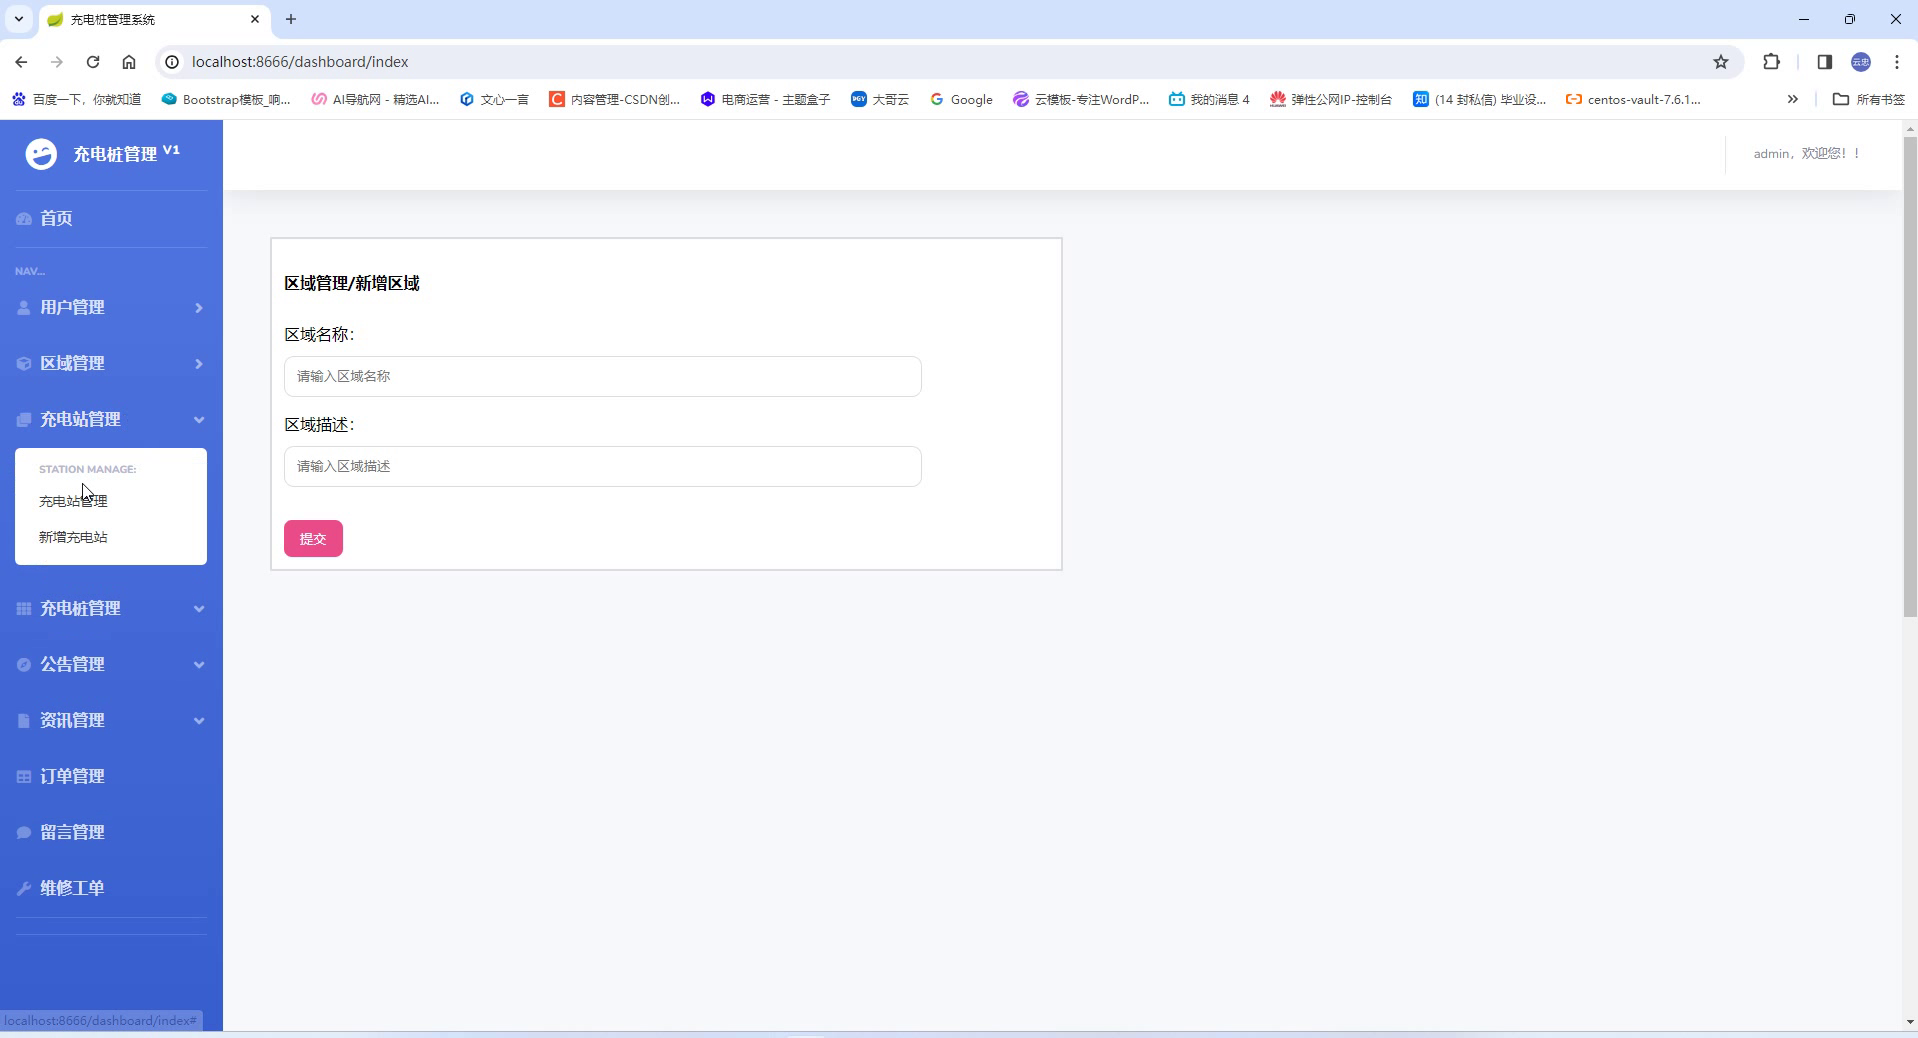 充电桩管理系统
localhost:8666/dashboard/index
百度一下，你就知道
Bootstrap模板_响...
AI导航网 - 精选AI...
文心一言
内容管理-CSDN创...
电商运营 - 主题盒子
大哥云
Google
云模板-专注WordP...
我的消息 4
弹性公网IP-控制台
(14 封私信) 毕业设...
centos-vault-7.6.1...
所有书签
充电桩管理 V1
admin，欢迎您！！
首页
NAV...
用户管理
区域管理
充电站管理
STATION MANAGE:
充电站管理
新增充电站
充电桩管理
公告管理
资讯管理
订单管理
留言管理
维修工单
区域管理/新增区域
区域名称：
请输入区域名称
区域描述：
请输入区域描述
提交
localhost:8666/dashboard/index#